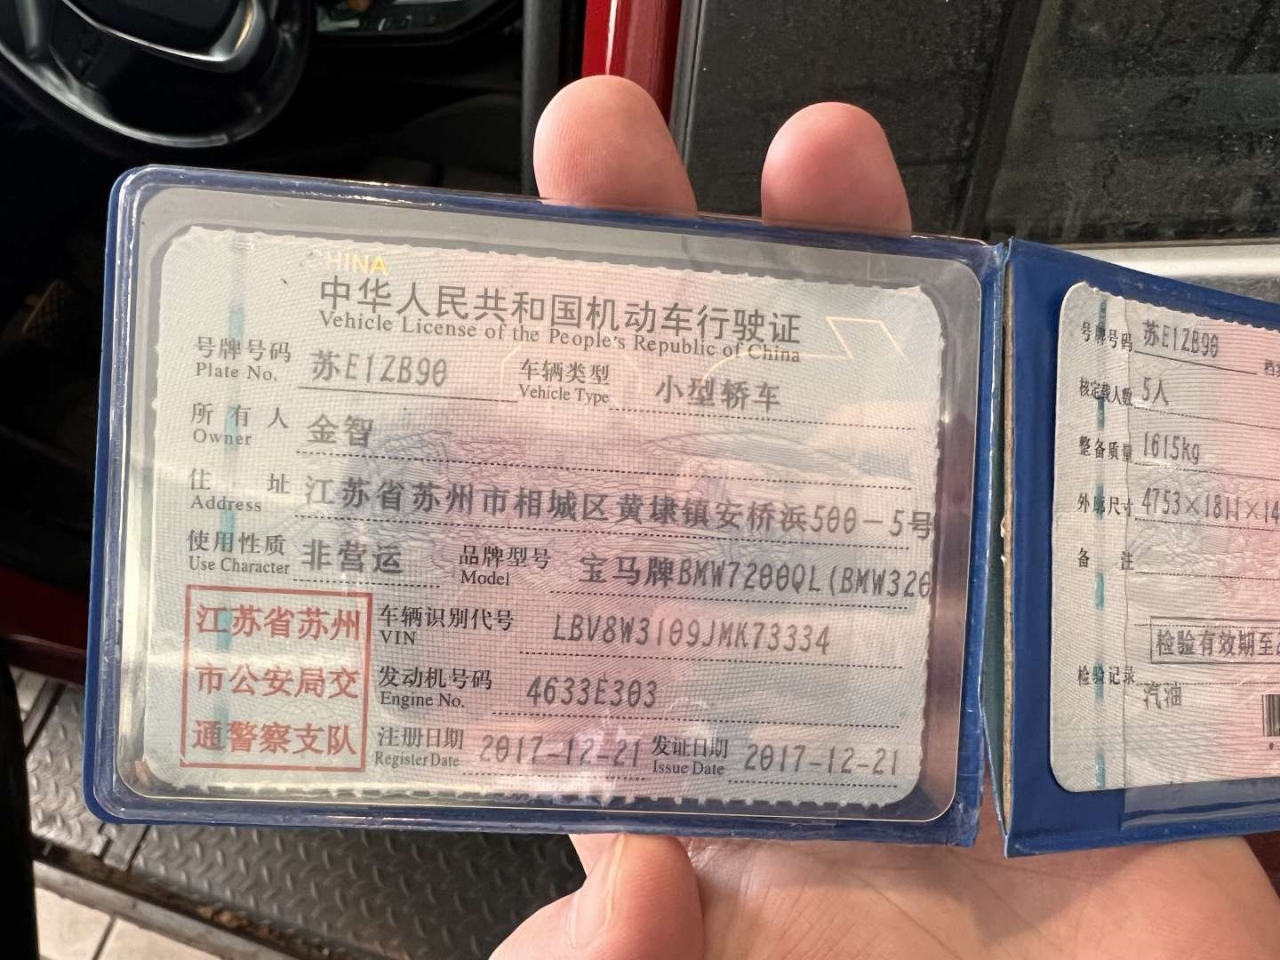 CHINA
中华人民共和国机动车行驶证
Vehicle License of the People's Republic of China
号牌号码 苏E1ZB90 车辆类型 小型轿车
Plate No. Vehicle Type
所有人 金智
Owner
住址 江苏省苏州市相城区黄埭镇安桥浜500-5号
Address
使用性质 非营运 品牌型号 宝马牌BMW7200QL(BMW320
Use Character Model
江苏省苏州
市公安局交
通警察支队
车辆识别代号 LBV8W3109JMK73334
VIN
发动机号码 4633E303
Engine No.
注册日期 2017-12-21 发证日期 2017-12-21
Register Date Issue Date
号牌号码 苏E1ZB90
核定载人数 5人
整备质量 1615kg
外廓尺寸 4753×1811×14
备注
检验有效期至
检验记录
汽油